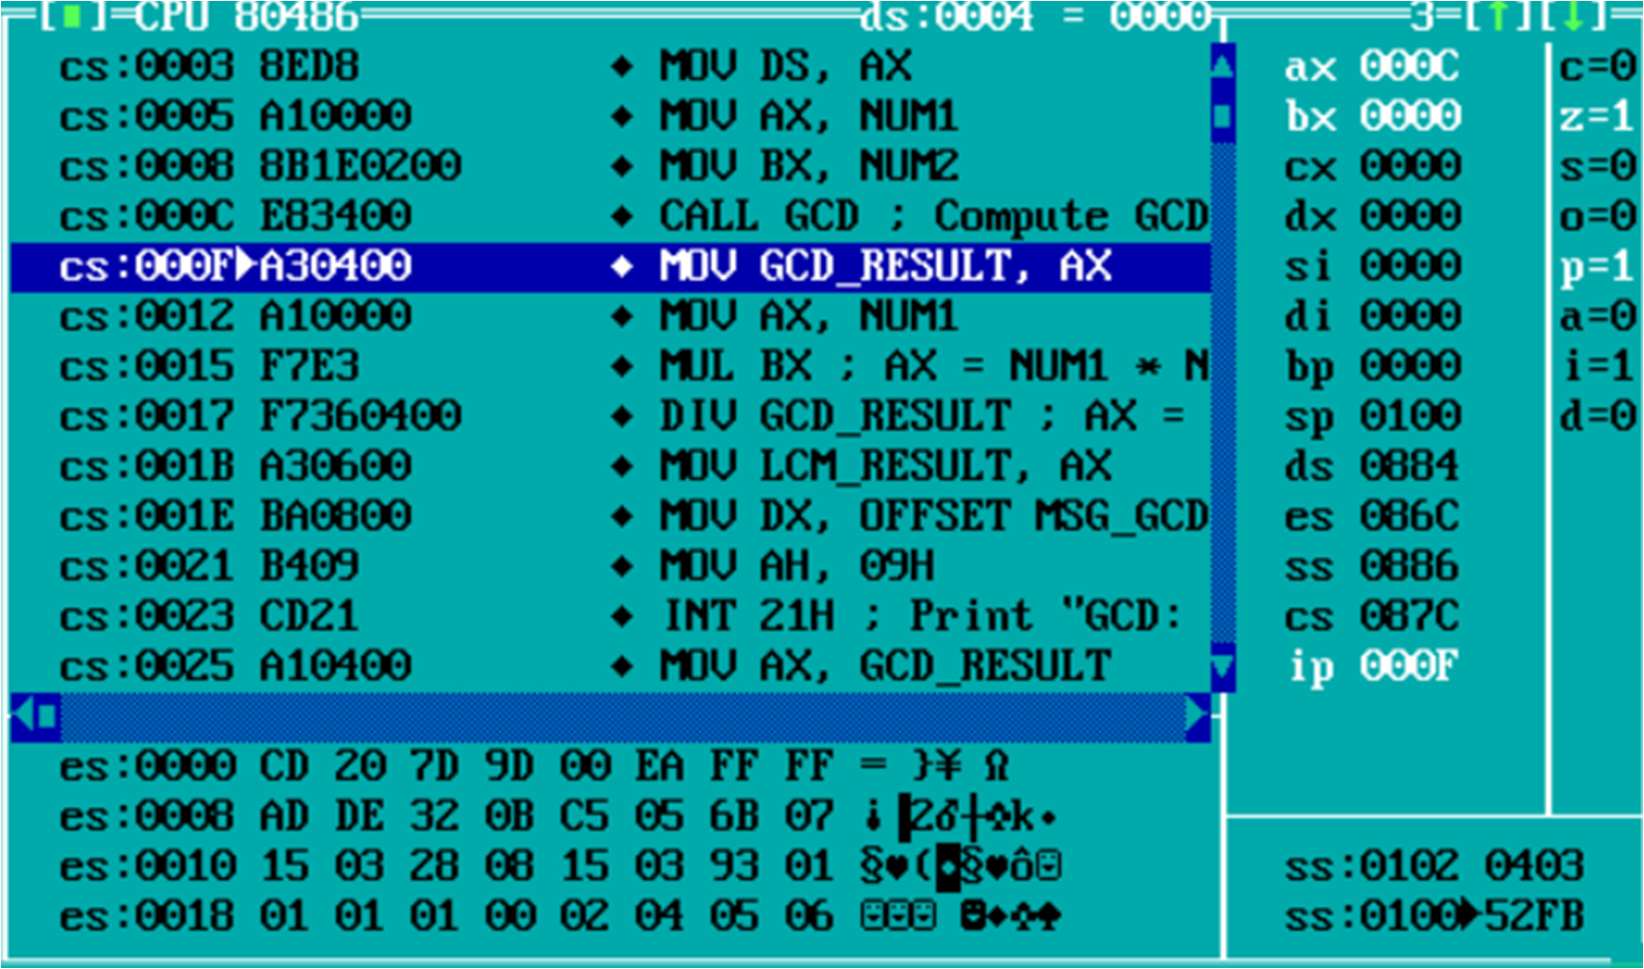 [■]=CPU 80486 ds:0004 = 0000 3=[↑][↓]
cs:0003 8ED8 ♦ MOV DS, AX
cs:0005 A10000 ♦ MOV AX, NUM1
cs:0008 8B1E0200 ♦ MOV BX, NUM2
cs:000C E83400 ♦ CALL GCD ; Compute GCD
cs:000F►A30400 ♦ MOV GCD_RESULT, AX
cs:0012 A10000 ♦ MOV AX, NUM1
cs:0015 F7E3 ♦ MUL BX ; AX = NUM1 * N
cs:0017 F7360400 ♦ DIV GCD_RESULT ; AX =
cs:001B A30600 ♦ MOV LCM_RESULT, AX
cs:001E BA0800 ♦ MOV DX, OFFSET MSG_GCD
cs:0021 B409 ♦ MOV AH, 09H
cs:0023 CD21 ♦ INT 21H ; Print "GCD:
cs:0025 A10400 ♦ MOV AX, GCD_RESULT
es:0000 CD 20 7D 9D 00 EA FF FF = }¥ Ω
es:0008 AD DE 32 0B C5 05 6B 07 ¡▐2♂┼♣k•
es:0010 15 03 28 08 15 03 93 01 §♥(◘§♥ô☺
es:0018 01 01 01 00 02 04 05 06 ☺☺☺ ☻♦♣♠
ax 000C
bx 0000
cx 0000
dx 0000
si 0000
di 0000
bp 0000
sp 0100
ds 0884
es 086C
ss 0886
cs 087C
ip 000F
c=0
z=1
s=0
o=0
p=1
a=0
i=1
d=0
ss:0102 0403
ss:0100►52FB